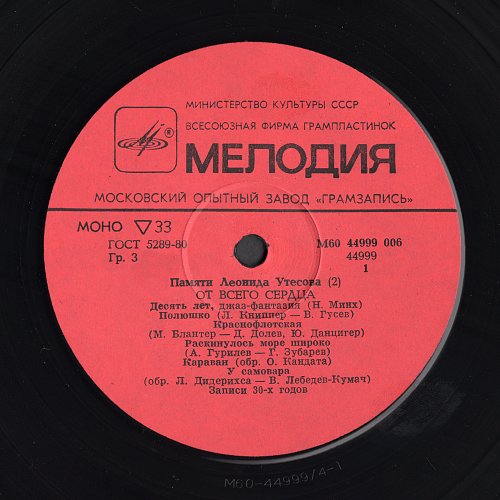 МИНИСТЕРСТВО КУЛЬТУРЫ СССР
ВСЕСОЮЗНАЯ ФИРМА ГРАМПЛАСТИНОК
МЕЛОДИЯ
МОСКОВСКИЙ ОПЫТНЫЙ ЗАВОД «ГРАМЗАПИСЬ»
МОНО ▽ 33
ГОСТ 5289-80
Гр. 3
М60 44999 006
44999
1
Памяти Леонида Утесова (2)
ОТ ВСЕГО СЕРДЦА
Десять лет, джаз-фантазия (Н. Минх)
Полюшко (Л. Книппер — В. Гусев)
Краснофлотская
(М. Блантер — Д. Долев, Ю. Данцигер)
Раскинулось море широко
(А. Гурилев — Г. Зубарев)
Караван (обр. О. Кандата)
У самовара
(обр. Л. Дидерихса — В. Лебедев-Кумач)
Записи 30-х годов
М60-44999/4-1